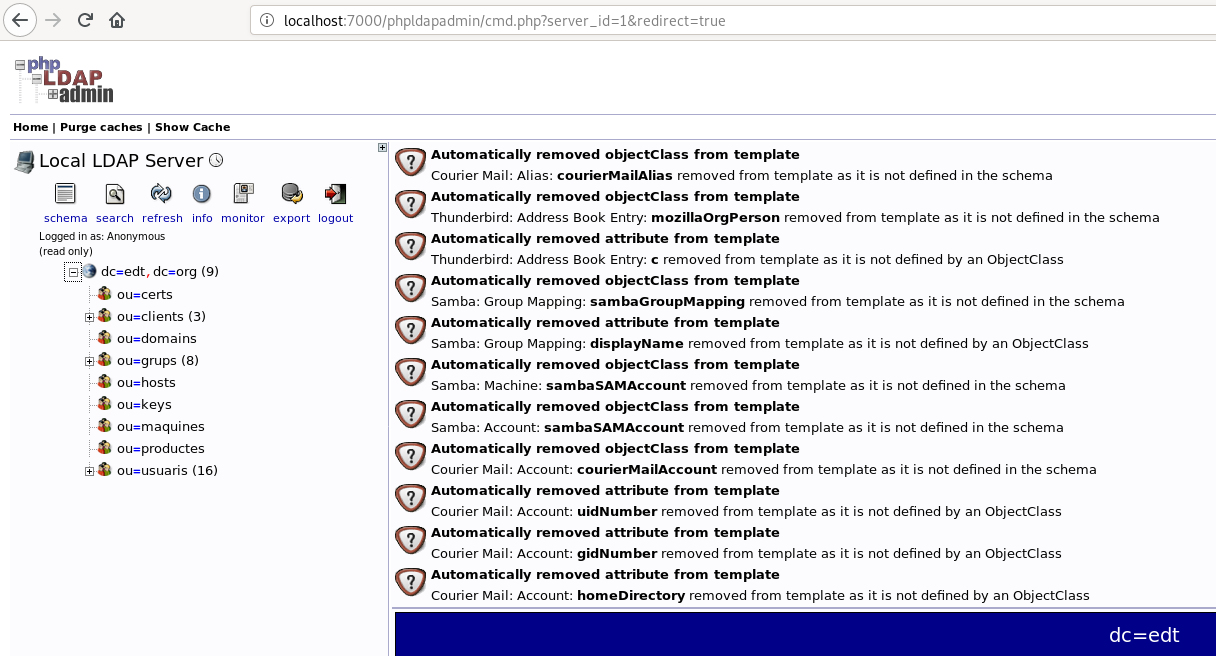 localhost:7000/phpldapadmin/cmd.php?server_id=1&redirect=true
php
LDAP
admin
Home | Purge caches | Show Cache
Local LDAP Server
schema search refresh info monitor export logout
Logged in as: Anonymous
(read only)
dc=edt,dc=org (9)
ou=certs
ou=clients (3)
ou=domains
ou=grups (8)
ou=hosts
ou=keys
ou=maquines
ou=productes
ou=usuaris (16)
Automatically removed objectClass from template
Courier Mail: Alias: courierMailAlias removed from template as it is not defined in the schema
Automatically removed objectClass from template
Thunderbird: Address Book Entry: mozillaOrgPerson removed from template as it is not defined in the schema
Automatically removed attribute from template
Thunderbird: Address Book Entry: c removed from template as it is not defined by an ObjectClass
Automatically removed objectClass from template
Samba: Group Mapping: sambaGroupMapping removed from template as it is not defined in the schema
Automatically removed attribute from template
Samba: Group Mapping: displayName removed from template as it is not defined by an ObjectClass
Automatically removed objectClass from template
Samba: Machine: sambaSAMAccount removed from template as it is not defined in the schema
Automatically removed objectClass from template
Samba: Account: sambaSAMAccount removed from template as it is not defined in the schema
Automatically removed objectClass from template
Courier Mail: Account: courierMailAccount removed from template as it is not defined in the schema
Automatically removed attribute from template
Courier Mail: Account: uidNumber removed from template as it is not defined by an ObjectClass
Automatically removed attribute from template
Courier Mail: Account: gidNumber removed from template as it is not defined by an ObjectClass
Automatically removed attribute from template
Courier Mail: Account: homeDirectory removed from template as it is not defined by an ObjectClass
dc=edt